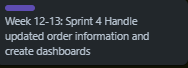 Week 12-13: Sprint 4 Handle
updated order information and
create dashboards